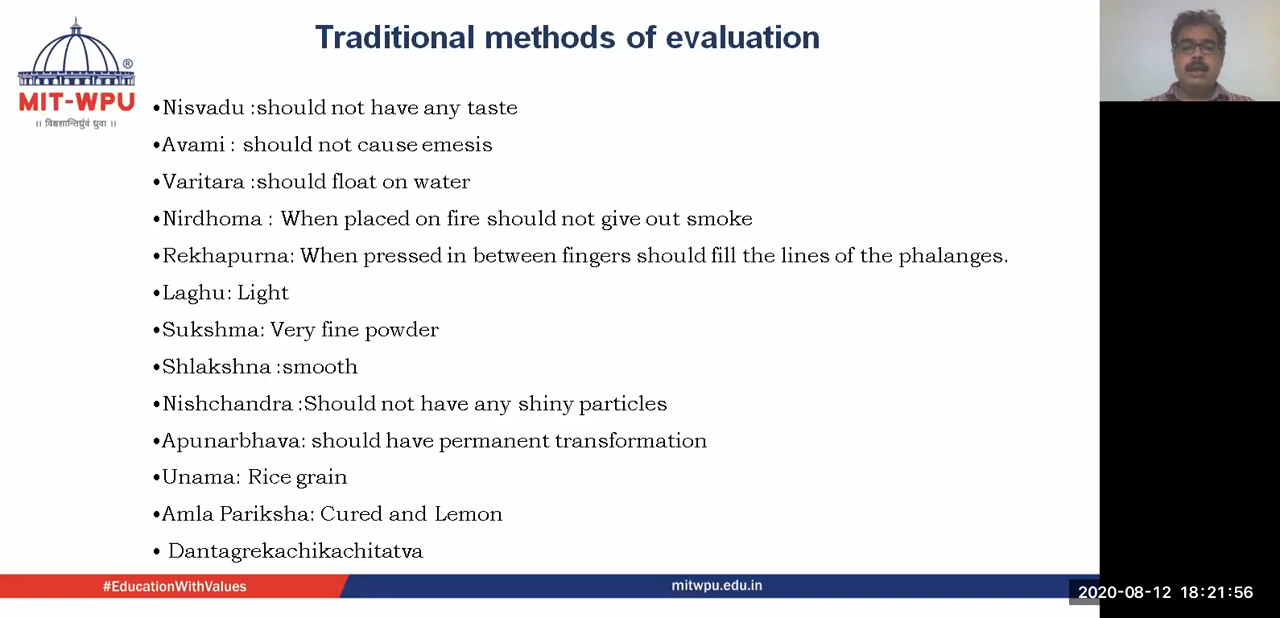 Traditional methods of evaluation
®
MIT-WPU
।। विश्वशान्तिर्ध्रुवं ध्रुवा ।।
•Nisvadu :should not have any taste
•Avami : should not cause emesis
•Varitara :should float on water
•Nirdhoma : When placed on fire should not give out smoke
•Rekhapurna: When pressed in between fingers should fill the lines of the phalanges.
•Laghu: Light
•Sukshma: Very fine powder
•Shlakshna :smooth
•Nishchandra :Should not have any shiny particles
•Apunarbhava: should have permanent transformation
•Unama: Rice grain
•Amla Pariksha: Cured and Lemon
• Dantagrekachikachitatva
#EducationWithValues
mitwpu.edu.in
2020-08-12 18:21:56